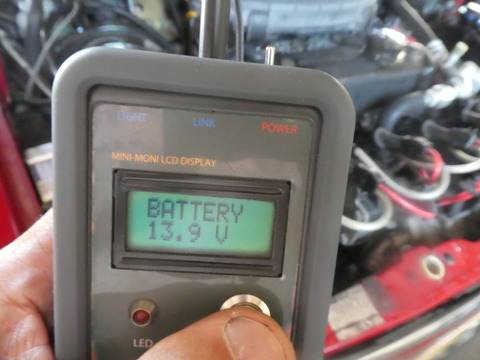 LIGHT LINK POWER
MINI-MONI LCD DISPLAY
BATTERY
13.9 V
LED